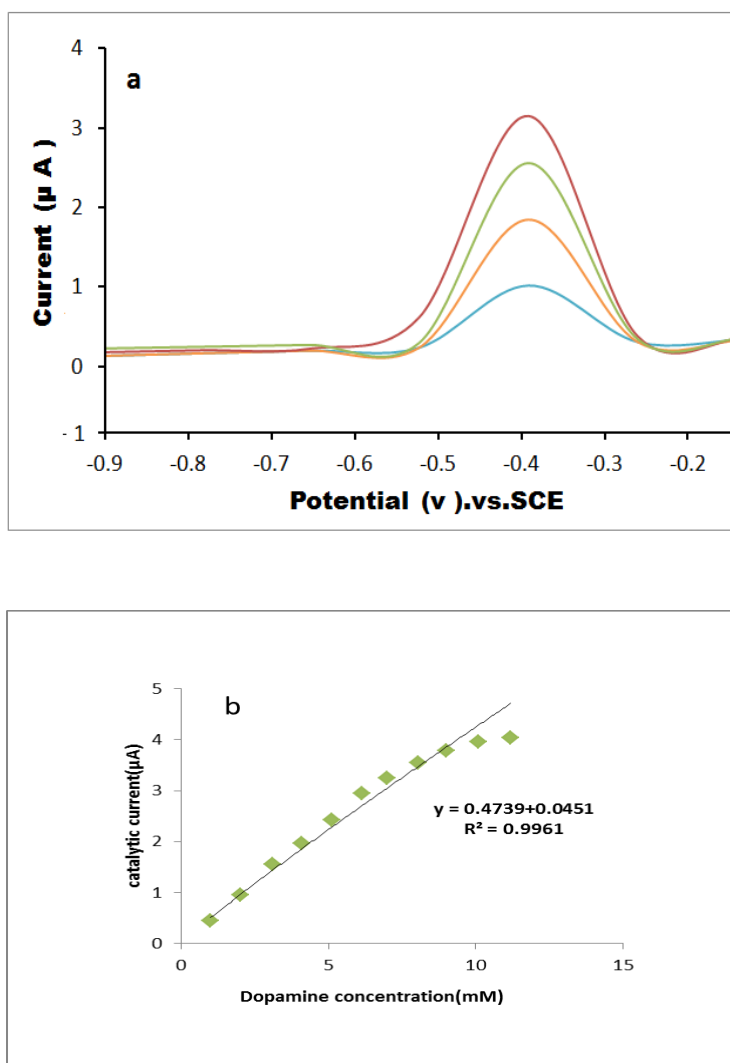 a
Current (µ A )
4
3
2
1
0
- 1
-0.9 -0.8 -0.7 -0.6 -0.5 -0.4 -0.3 -0.2
Potential (v ).vs.SCE
b
catalytic current(µA)
5
4
3
2
1
0
y = 0.4739+0.0451
R² = 0.9961
0 5 10 15
Dopamine concentration(mM)